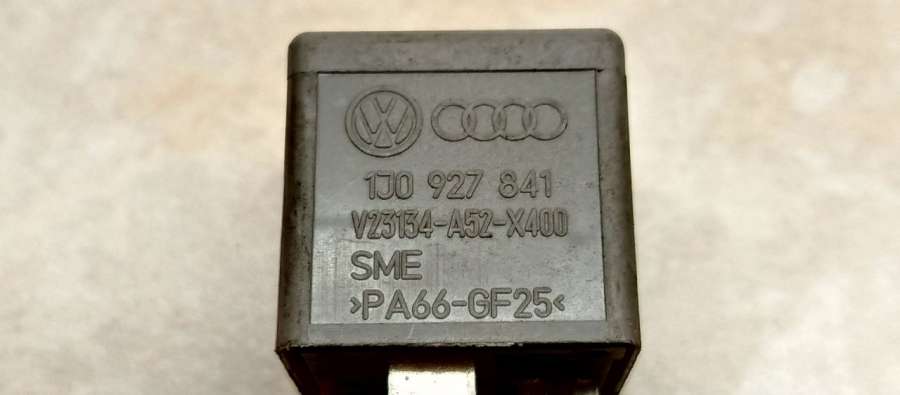 1J0 927 841
V23134-A52-X400
SME
>PA66-GF25<